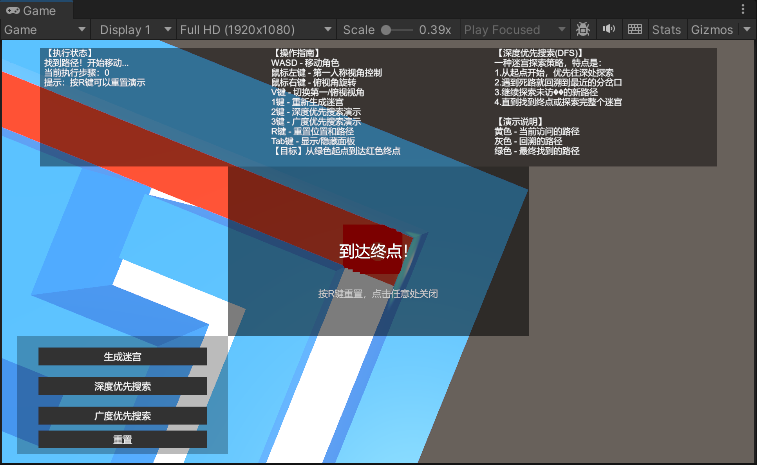 Game
Game Display 1 Full HD (1920x1080) Scale 0.39x Play Focused Stats Gizmos
【执行状态】
找到路径！开始移动...
当前执行步骤：0
提示：按R键可以重置演示
【操作指南】
WASD - 移动角色
鼠标左键 - 第一人称视角控制
鼠标右键 - 俯视角旋转
V键 - 切换第一/俯视视角
1键 - 重新生成迷宫
2键 - 深度优先搜索演示
3键 - 广度优先搜索演示
R键 - 重置位置和路径
Tab键 - 显示/隐藏面板
【目标】从绿色起点到达红色终点
【深度优先搜索(DFS)】
一种迷宫探索策略，特点是：
1.从起点开始，优先往深处探索
2.遇到死路就回溯到最近的分岔口
3.继续探索未访��的新路径
4.直到找到终点或探索完整个迷宫
【演示说明】
黄色 - 当前访问的路径
灰色 - 回溯的路径
绿色 - 最终找到的路径
到达终点！
按R键重置，点击任意处关闭
生成迷宫
深度优先搜索
广度优先搜索
重置